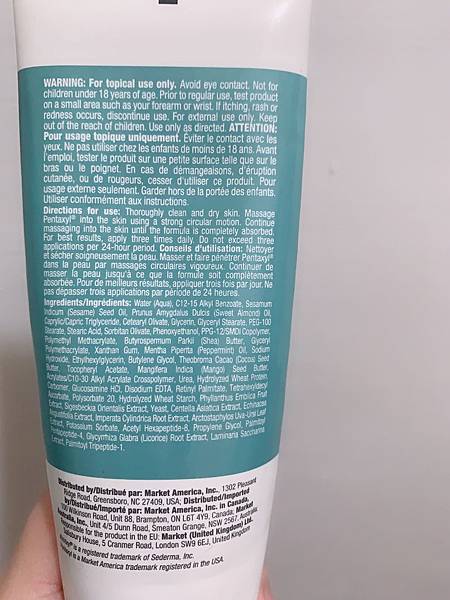 WARNING: For topical use only. Avoid eye contact. Not for
children under 18 years of age. Prior to regular use, test product
on a small area such as your forearm or wrist. If itching, rash or
redness occurs, discontinue use. For external use only. Keep
out of the reach of children. Use only as directed. ATTENTION:
Pour usage topique uniquement. Éviter le contact avec les
yeux. Ne pas utiliser chez les enfants de moins de 18 ans. Avant
l'emploi, tester le produit sur une petite surface telle que sur le
bras ou le poignet. En cas de démangeaisons, d'éruption
cutanée, ou de rougeurs, cesser d'utiliser ce produit. Pour
usage externe seulement. Garder hors de la portée des enfants.
Utiliser conformément aux instructions.
Directions for use: Thoroughly clean and dry skin. Massage
Pentaxyl® into the skin using a strong circular motion. Continue
massaging into the skin until the formula is completely absorbed.
For best results, apply three times daily. Do not exceed three
applications per 24-hour period. Conseils d'utilisation: Nettoyer
et sécher soigneusement la peau. Masser et faire pénétrer Pentaxyl®
dans la peau par massages circulaires vigoureux. Continuer de
masser la peau jusqu'à ce que la formule soit complètement
absorbée. Pour de meilleurs résultats, appliquer trois fois par jour. Ne
pas dépasser trois applications par période de 24 heures.
Ingredients/Ingrédients: Water (Aqua), C12-15 Alkyl Benzoate, Sesamum
Indicum (Sesame) Seed Oil, Prunus Amygdalus Dulcis (Sweet Almond) Oil,
Caprylic/Capric Triglyceride, Cetearyl Olivate, Glycerin, Glyceryl Stearate, PEG-100
Stearate, Stearic Acid, Sorbitan Olivate, Phenoxyethanol, PPG-12/SMDI Copolymer,
Polymethyl Methacrylate, Butyrospermum Parkii (Shea) Butter, Glyceryl
Polymethacrylate, Xanthan Gum, Mentha Piperita (Peppermint) Oil, Sodium
Hydroxide, Ethylhexylglycerin, Butylene Glycol, Theobroma Cacao (Cocoa) Seed
Butter, Tocopheryl Acetate, Mangifera Indica (Mango) Seed Butter,
Acrylates/C10-30 Alkyl Acrylate Crosspolymer, Urea, Hydrolyzed Wheat Protein,
Carbomer, Glucosamine HCl, Disodium EDTA, Retinyl Palmitate, Tetrahexyldecyl
Ascorbate, Polysorbate 20, Hydrolyzed Wheat Starch, Phyllanthus Emblica Fruit
Extract, Sigesbeckia Orientalis Extract, Yeast, Centella Asiatica Extract, Echinacea
Angustifolia Extract, Imperata Cylindrica Root Extract, Arctostaphylos Uva-Ursi Leaf
Extract, Potassium Sorbate, Acetyl Hexapeptide-8, Propylene Glycol, Palmitoyl
Pentapeptide-4, Glycyrrhiza Glabra (Licorice) Root Extract, Laminaria Saccharina
Extract, Palmitoyl Tripeptide-1.
Distributed by/Distribué par: Market America, Inc., 1302 Pleasant
Ridge Road, Greensboro, NC 27409, USA. Distributed/Imported
by/Distribué/Importé par: Market America, Inc. in Canada,
100 Wilkinson Road, Unit 88, Brampton, ON L6T 4Y9, Canada; Market
Australia, Inc., Unit 4/5 Dunn Road, Smeaton Grange, NSW 2567 Australia;
Responsible for the product in the EU: Market (United Kingdom) Ltd.
House, 5 Cranmer Road, London SW9 6EJ, United Kingdom
is a registered trademark of Sederma, Inc.
a Market America trademark registered in the USA.